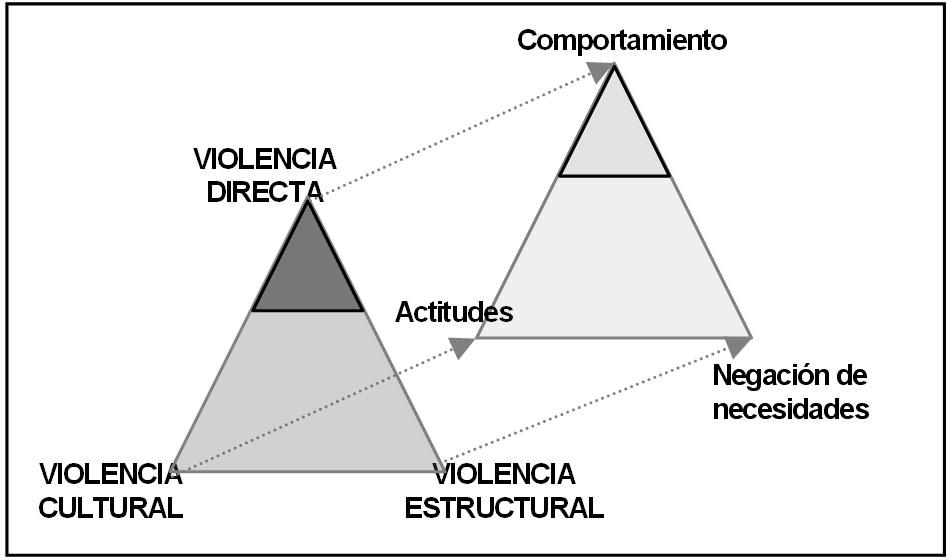 Comportamiento
VIOLENCIA
DIRECTA
Actitudes
Negación de
necesidades
VIOLENCIA
CULTURAL
VIOLENCIA
ESTRUCTURAL